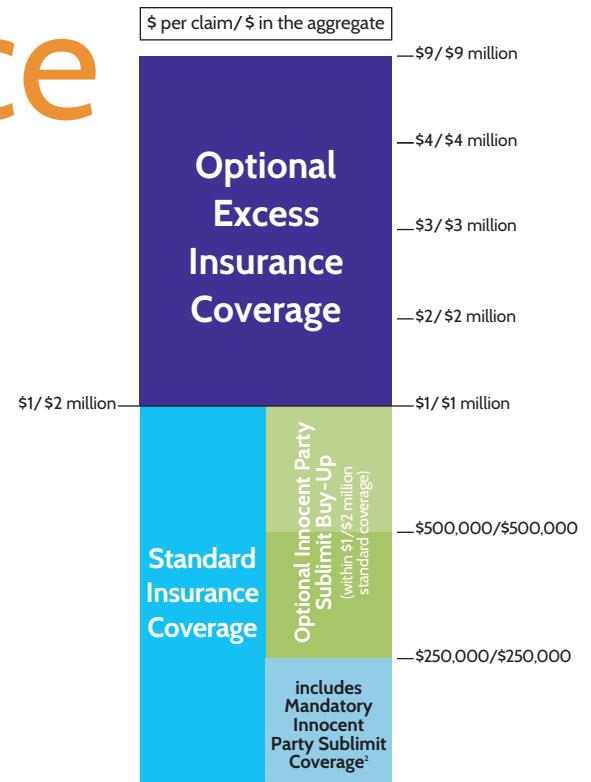 ce
$ per claim/ $ in the aggregate
$9/ $9 million
$4/ $4 million
$3/ $3 million
$2/ $2 million
Optional
Excess
Insurance
Coverage
$1/ $2 million
$1/ $1 million
$500,000/$500,000
$250,000/$250,000
Standard
Insurance
Coverage
Optional Innocent Party
Sublimit Buy-Up
(within $1/$2 million
standard coverage)
includes
Mandatory
Innocent
Party Sublimit
Coverage²